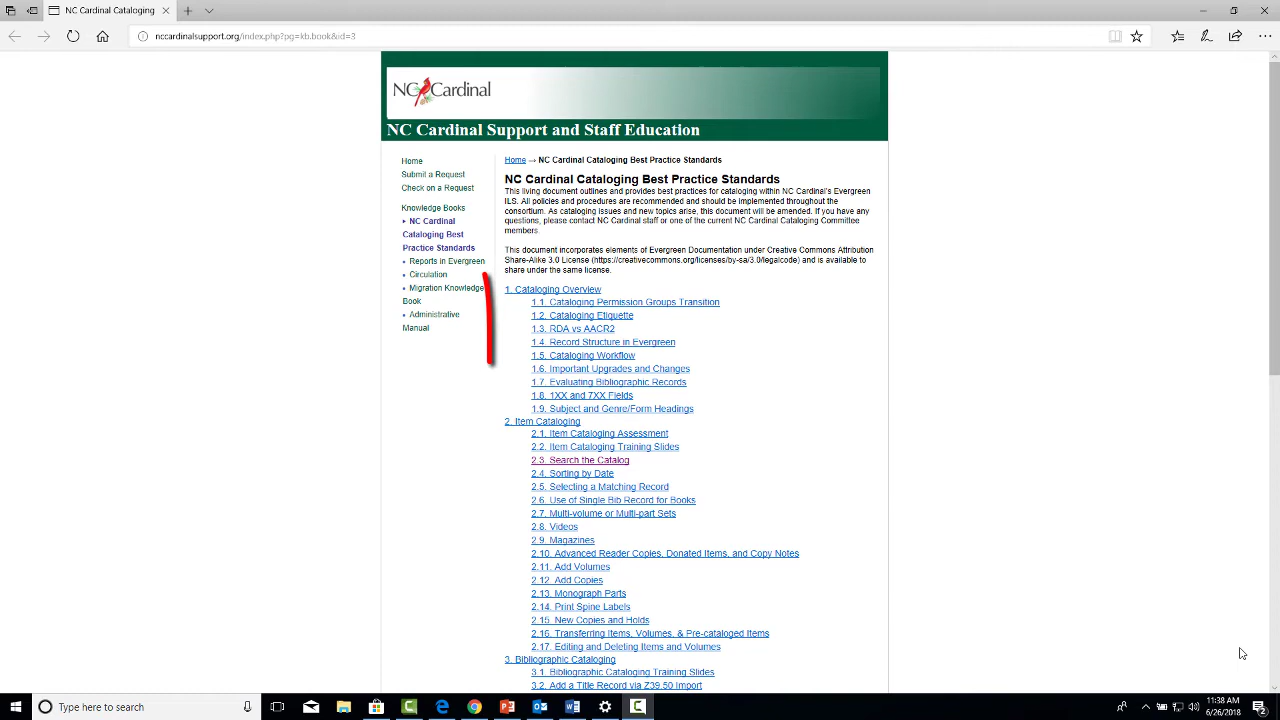 NC Cardinal Cataloging
nccardinalsupport.org/index.php?pg=kb.book&id=3
NC Cardinal
NC Cardinal Support and Staff Education
Home
Submit a Request
Check on a Request
Knowledge Books
NC Cardinal
Cataloging Best
Practice Standards
Reports in Evergreen
Circulation
Migration Knowledge
Book
Administrative
Manual
Home → NC Cardinal Cataloging Best Practice Standards
NC Cardinal Cataloging Best Practice Standards
This living document outlines and provides best practices for cataloging within NC Cardinal's Evergreen
ILS. All policies and procedures are recommended and should be implemented throughout the
consortium. As cataloging issues and new topics arise, this document will be amended. If you have any
questions, please contact NC Cardinal staff or one of the current NC Cardinal Cataloging Committee
members.
This document incorporates elements of Evergreen Documentation under Creative Commons Attribution
Share-Alike 3.0 License (https://creativecommons.org/licenses/by-sa/3.0/legalcode) and is available to
share under the same license.
1. Cataloging Overview
1.1. Cataloging Permission Groups Transition
1.2. Cataloging Etiquette
1.3. RDA vs AACR2
1.4. Record Structure in Evergreen
1.5. Cataloging Workflow
1.6. Important Upgrades and Changes
1.7. Evaluating Bibliographic Records
1.8. 1XX and 7XX Fields
1.9. Subject and Genre/Form Headings
2. Item Cataloging
2.1. Item Cataloging Assessment
2.2. Item Cataloging Training Slides
2.3. Search the Catalog
2.4. Sorting by Date
2.5. Selecting a Matching Record
2.6. Use of Single Bib Record for Books
2.7. Multi-volume or Multi-part Sets
2.8. Videos
2.9. Magazines
2.10. Advanced Reader Copies, Donated Items, and Copy Notes
2.11. Add Volumes
2.12. Add Copies
2.13. Monograph Parts
2.14. Print Spine Labels
2.15. New Copies and Holds
2.16. Transferring Items, Volumes, & Pre-cataloged Items
2.17. Editing and Deleting Items and Volumes
3. Bibliographic Cataloging
3.1. Bibliographic Cataloging Training Slides
3.2. Add a Title Record via Z39.50 Import
Type here to search
11:38 AM
6/26/2018